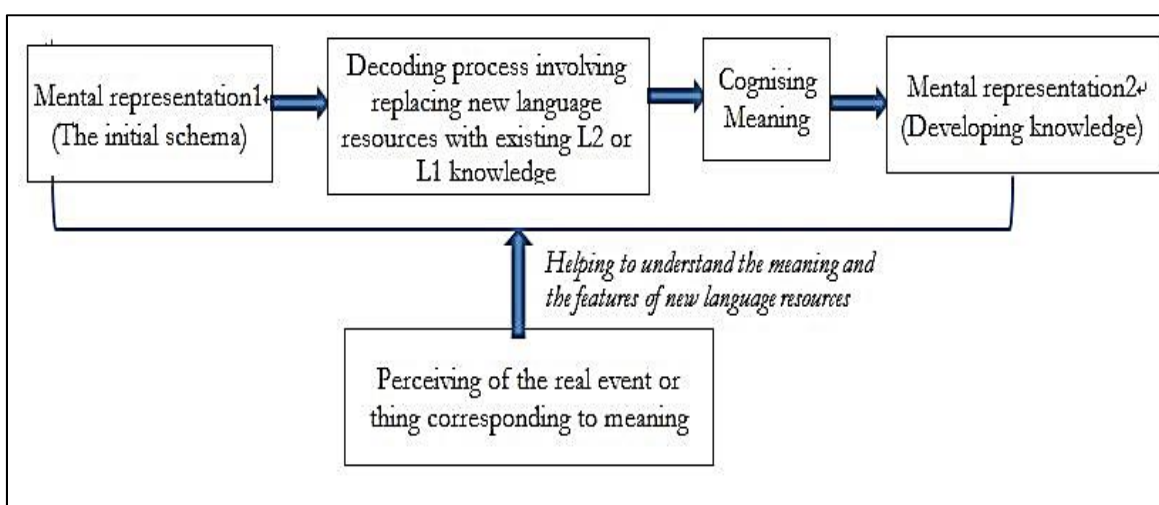 Mental representation1↵
(The initial schema)
Decoding process involving
replacing new language
resources with existing L2 or
L1 knowledge
Cognising
Meaning
Mental representation2↵
(Developing knowledge)
Helping to understand the meaning and
the features of new language resources
Perceiving of the real event or
thing corresponding to meaning